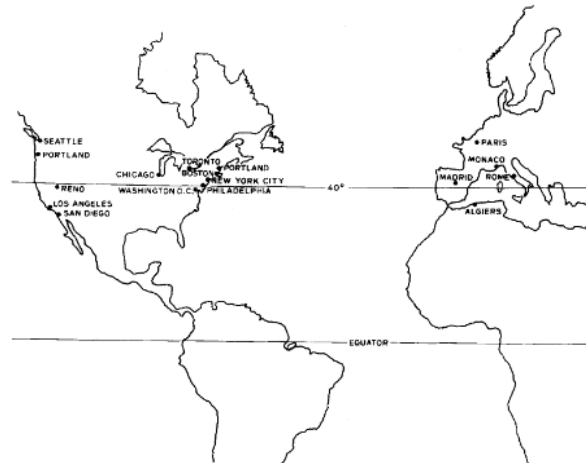 SEATTLE
PORTLAND
PARIS
TORONTO
MONACO
CHICAGO
BOSTON
PORTLAND
MADRID
ROME
NEW YORK CITY
RENO
WASHINGTON D.C.
PHILADELPHIA
40°
LOS ANGELES
SAN DIEGO
ALGIERS
EQUATOR